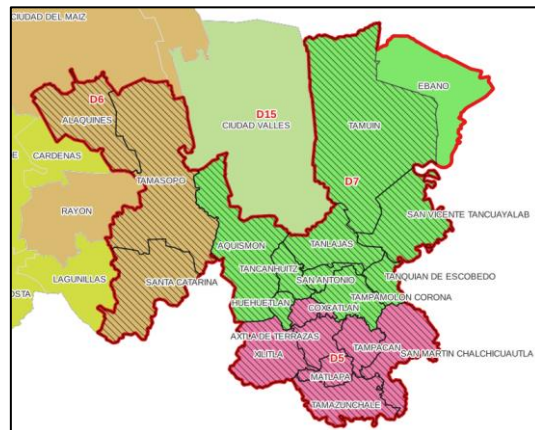 CIUDAD DEL MAIZ
EBANO
D6
ALAQUINES
D15
CIUDAD VALLES
TAMUIN
CARDENAS
TAMASOPO
D7
RAYON
SAN VICENTE TANCUAYALAB
AQUISMON
TANLAJAS
LAGUNILLAS
SANTA CATARINA
TANCANHUITZ
SAN ANTONIO
TANQUIAN DE ESCOBEDO
OSTA
HUEHUETLAN
COXCATLAN
TAMPAMOLON CORONA
AXTLA DE TERRAZAS
XILITLA
D5
TAMPACAN
SAN MARTIN CHALCHICUAUTLA
MATLAPA
TAMAZUNCHALE